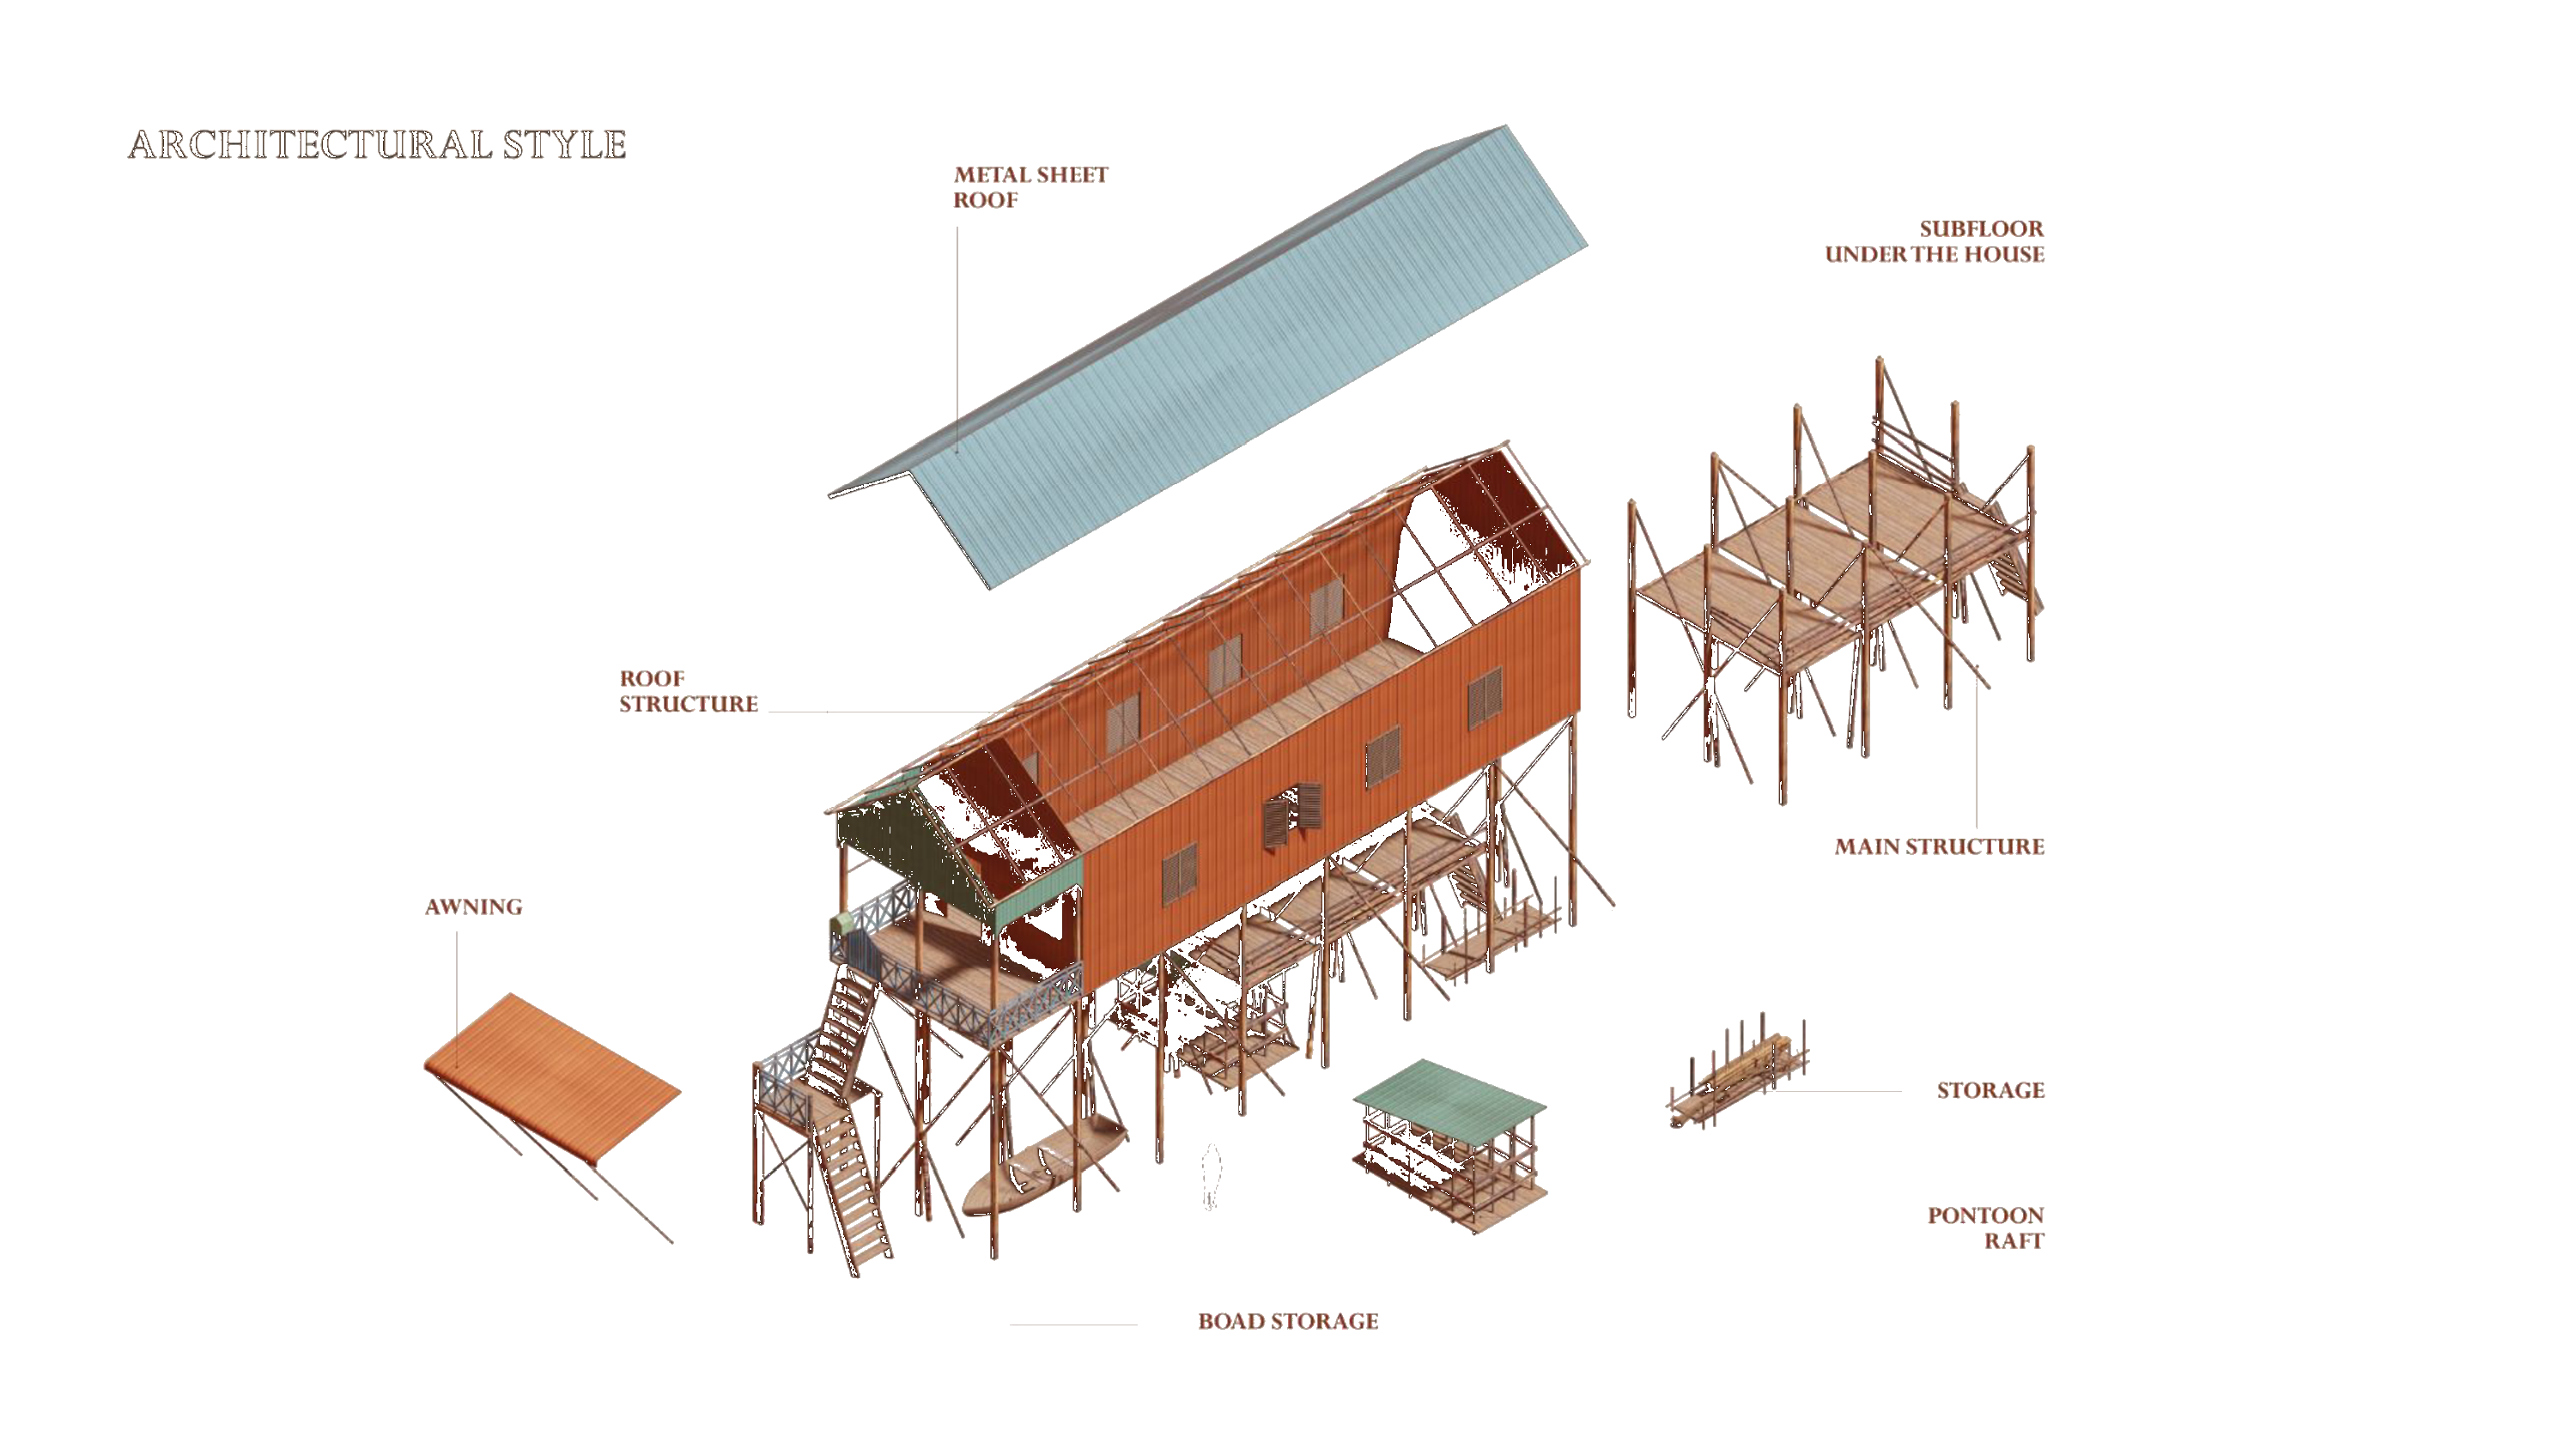 ARCHITECTURAL STYLE
METAL SHEET
ROOF
SUBFLOOR
UNDER THE HOUSE
ROOF
STRUCTURE
MAIN STRUCTURE
AWNING
STORAGE
PONTOON
RAFT
BOAD STORAGE